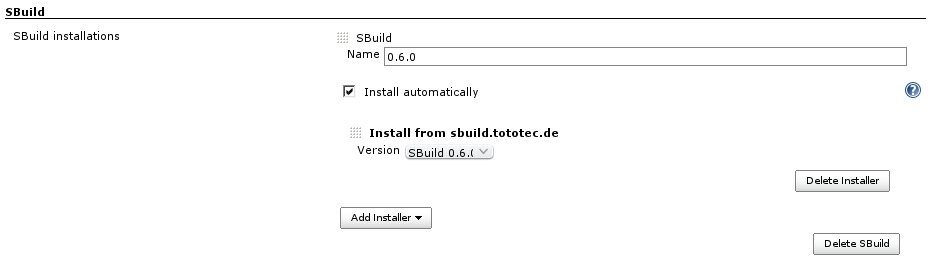 SBuild
SBuild installations
SBuild
Name 0.6.0
Install automatically
Install from sbuild.tototec.de
Version SBuild 0.6.
Delete Installer
Add Installer
Delete SBuild